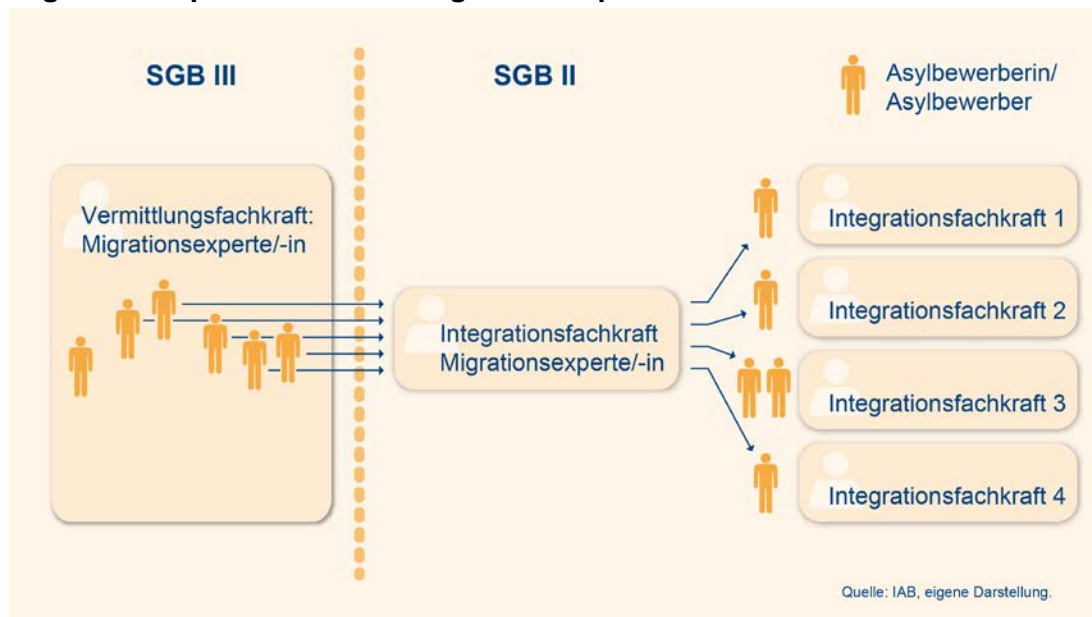 SGB III
SGB II
Asylbewerberin/
Asylbewerber
Vermittlungsfachkraft:
Migrationsexperte/-in
Integrationsfachkraft
Migrationsexperte/-in
Integrationsfachkraft 1
Integrationsfachkraft 2
Integrationsfachkraft 3
Integrationsfachkraft 4
Quelle: IAB, eigene Darstellung.